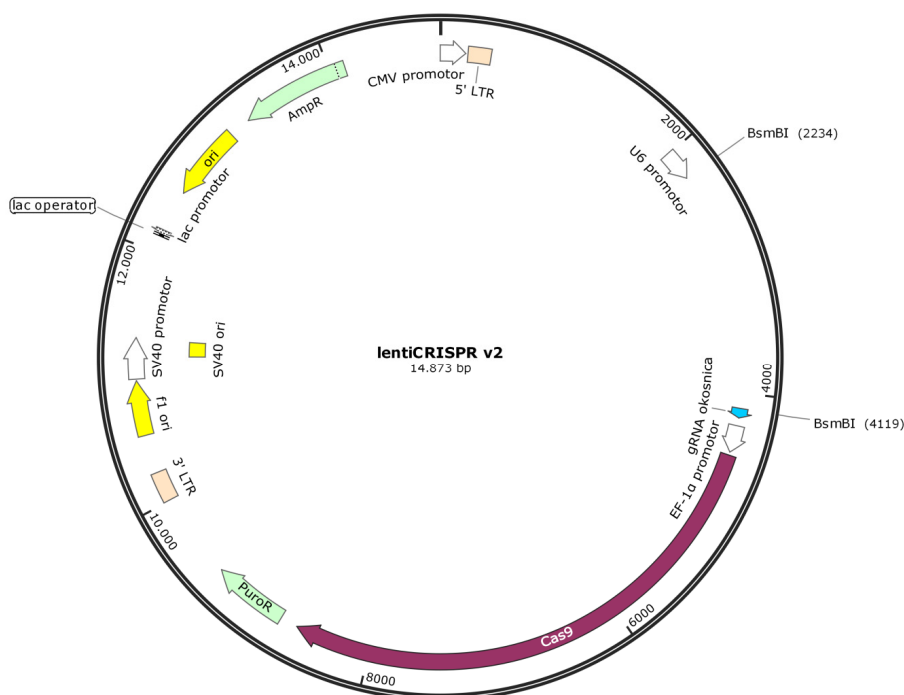 14.000
CMV promotor
5' LTR
AmpR
2000
BsmBI (2234)
U6 promotor
ori
lac promotor
lac operator
12.000
SV40 promotor
SV40 ori
lentiCRISPR v2
14.873 bp
4000
gRNA okosnica
BsmBI (4119)
f1 ori
EF-1α promotor
3' LTR
10.000
PuroR
Cas9
6000
8000